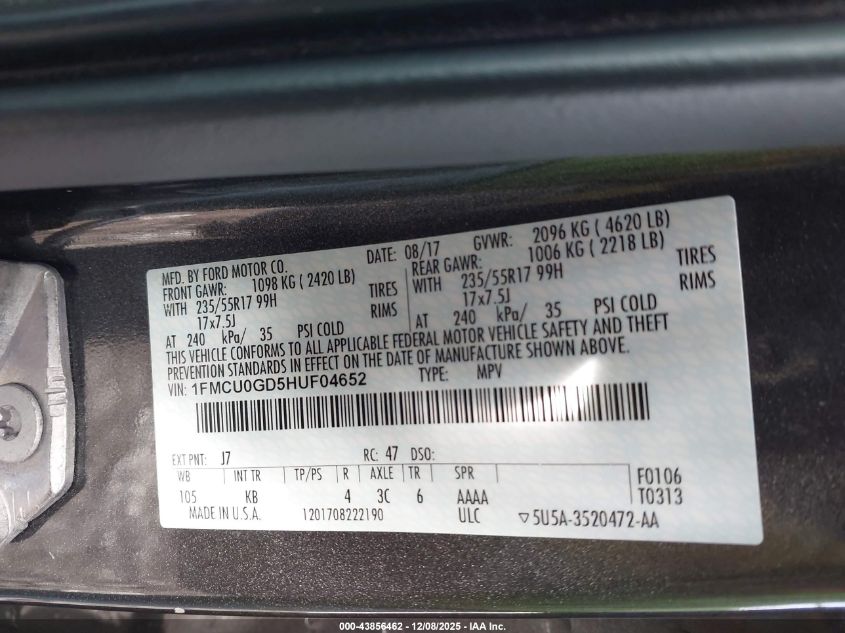 MFD. BY FORD MOTOR CO.
DATE: 08/17 GVWR: 2096 KG ( 4620 LB)
FRONT GAWR: 1098 KG ( 2420 LB)
WITH 235/55R17 99H TIRES
17x7.5J RIMS
AT 240 kPa/ 35 PSI COLD
REAR GAWR: 1006 KG ( 2218 LB)
WITH 235/55R17 99H TIRES
17x7.5J RIMS
AT 240 kPa/ 35 PSI COLD
THIS VEHICLE CONFORMS TO ALL APPLICABLE FEDERAL MOTOR VEHICLE SAFETY AND THEFT
PREVENTION STANDARDS IN EFFECT ON THE DATE OF MANUFACTURE SHOWN ABOVE.
VIN: 1FMCU0GD5HUF04652 TYPE: MPV
EXT PNT: J7 RC: 47 DSO:
WB INT TR TP/PS R AXLE TR SPR
105 KB 4 3C 6 AAAA
F0106
T0313
MADE IN U.S.A. 1201708222190 ULC ▽5U5A-3520472-AA
000-43856462 - 12/08/2025 - IAA Inc.